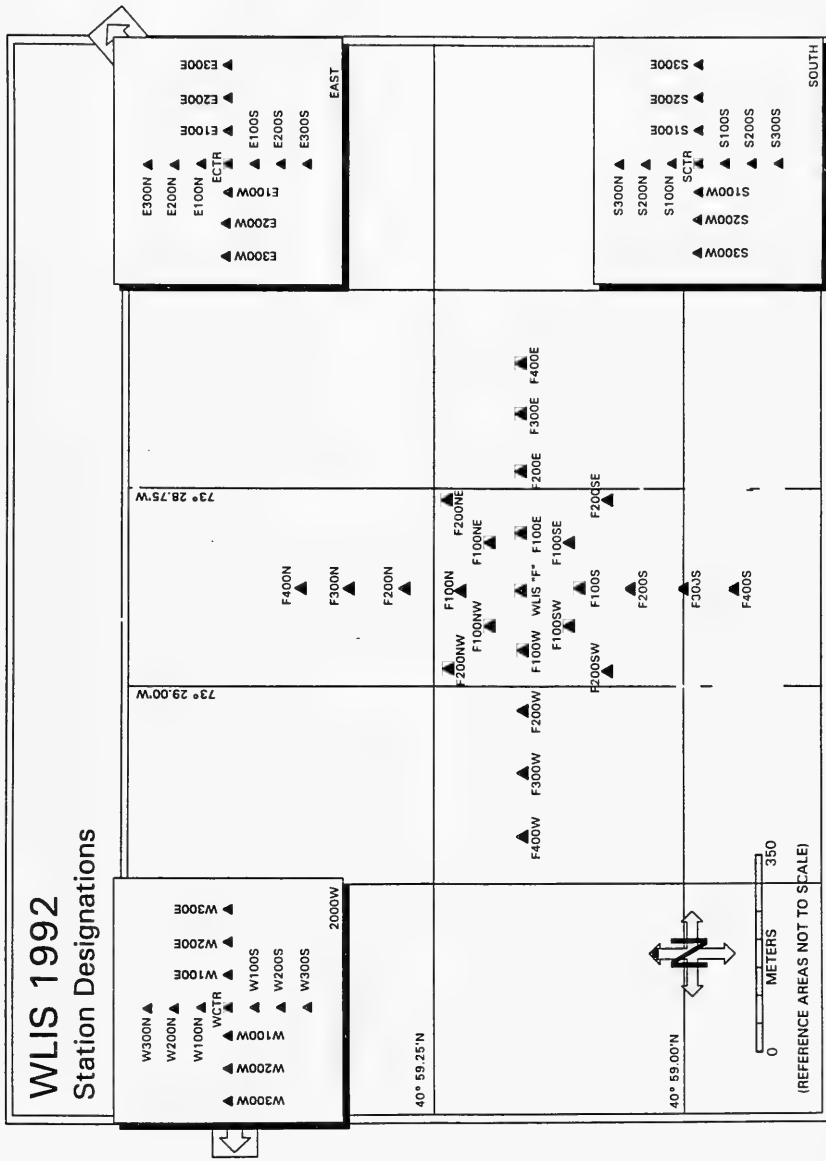 WLIS 1992
Station Designations
W300N
W200N
W100N
WCTR
W300W
W200W
W100W
W100E
W200E
W300E
W100S
W200S
W300S
2000W
E300N
E200N
E100N
ECTR
E300W
E200W
E100W
E100E
E200E
E300E
E100S
E200S
E300S
EAST
73° 29.00'W
73° 28.75'W
F400N
F300N
F200N
F100N
F200NW
F200NE
F100NW
F100NE
F400W
F300W
F200W
F100W
WLIS "F"
F100E
F200E
F300E
F400E
F100SW
F100SE
F200SW
F200SE
F100S
F200S
F300S
F400S
40° 59.25'N
40° 59.00'N
S300N
S200N
S100N
SCTR
S300W
S200W
S100W
S100E
S200E
S300E
S100S
S200S
S300S
SOUTH
N
0 METERS 350
(REFERENCE AREAS NOT TO SCALE)